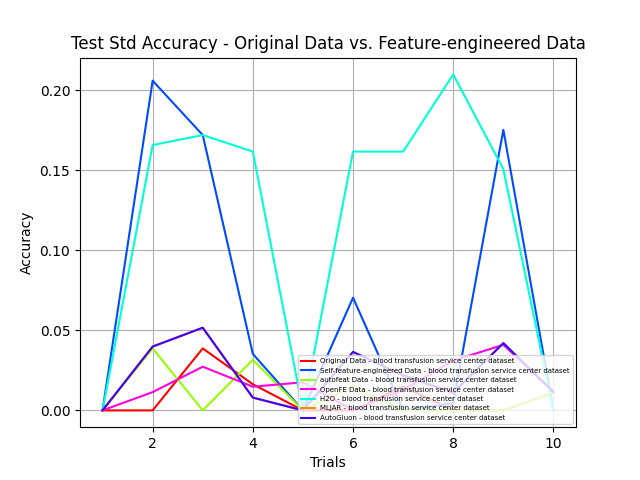 Test Std Accuracy - Original Data vs. Feature-engineered Data
0.20
0.15
0.10
0.05
0.00
Accuracy
Original Data - blood transfusion service center dataset
Self-Feature-engineered Data - blood transfusion service center dataset
autofeat Data - blood transfusion service center dataset
OpenFE Data - blood transfusion service center dataset
H2O - blood transfusion service center dataset
MLJAR - blood transfusion service center dataset
AutoGluon - blood transfusion service center dataset
2 4 6 8 10
Trials